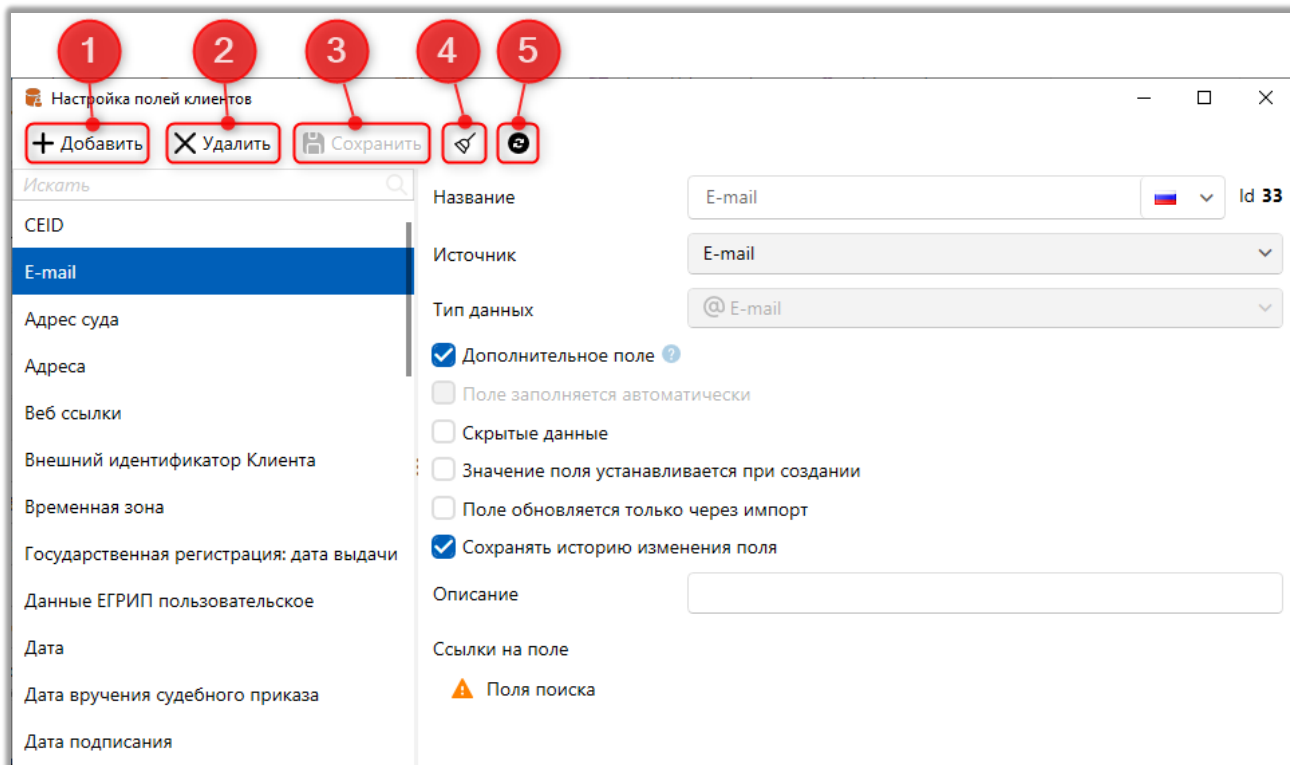 1 2 3 4 5
Настройка полей клиентов
Добавить Удалить Сохранить
Искать
CEID
E-mail
Адрес суда
Адреса
Веб ссылки
Внешний идентификатор Клиента
Временная зона
Государственная регистрация: дата выдачи
Данные ЕГРИП пользовательское
Дата
Дата вручения судебного приказа
Дата подписания
Название E-mail Id 33
Источник E-mail
Тип данных @ E-mail
Дополнительное поле ?
Поле заполняется автоматически
Скрытые данные
Значение поля устанавливается при создании
Поле обновляется только через импорт
Сохранять историю изменения поля
Описание
Ссылки на поле
Поля поиска